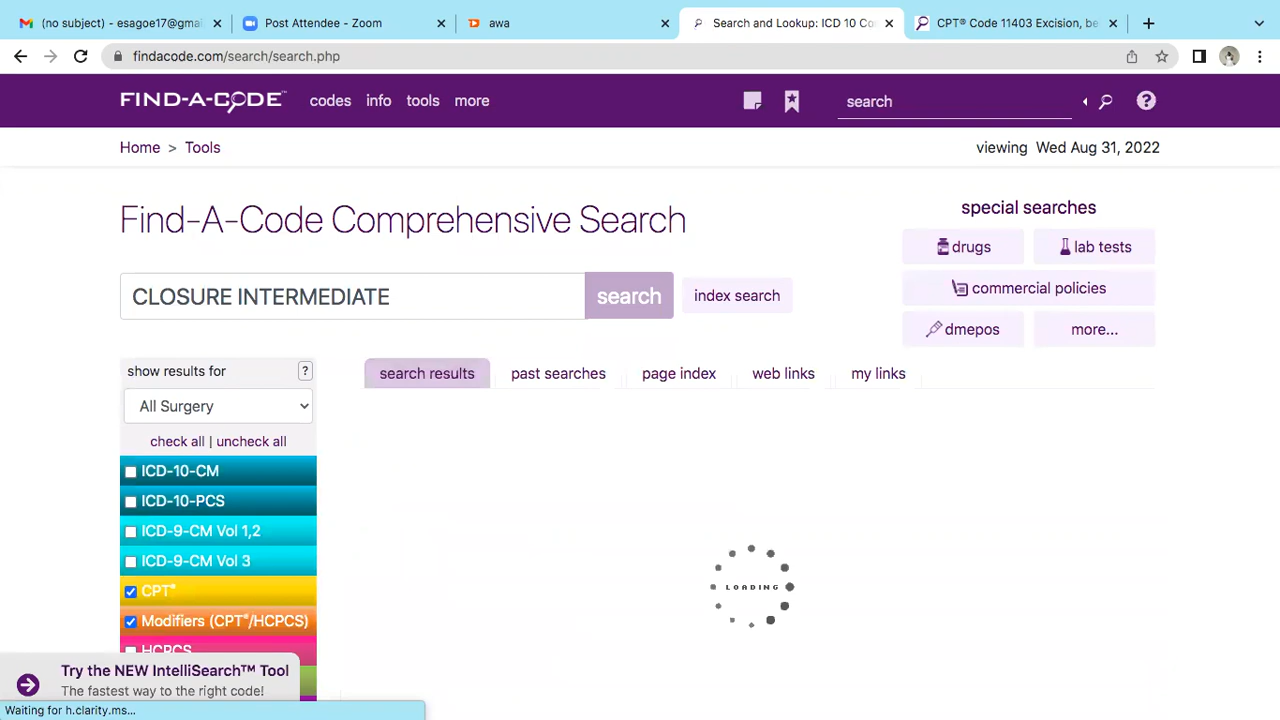 (no subject) - esagoe17@gmai
Post Attendee - Zoom
awa
Search and Lookup: ICD 10 Co
CPT® Code 11403 Excision, be
findacode.com/search/search.php
FIND-A-CODE™
codes info tools more
search
Home > Tools
viewing Wed Aug 31, 2022
Find-A-Code Comprehensive Search
special searches
drugs
lab tests
CLOSURE INTERMEDIATE
search
index search
commercial policies
dmepos
more...
show results for
?
search results
past searches
page index
web links
my links
All Surgery
check all | uncheck all
ICD-10-CM
ICD-10-PCS
ICD-9-CM Vol 1,2
ICD-9-CM Vol 3
LOADING
CPT®
Modifiers (CPT®/HCPCS)
HCPCS
Try the NEW IntelliSearch™ Tool
The fastest way to the right code!
Waiting for h.clarity.ms...